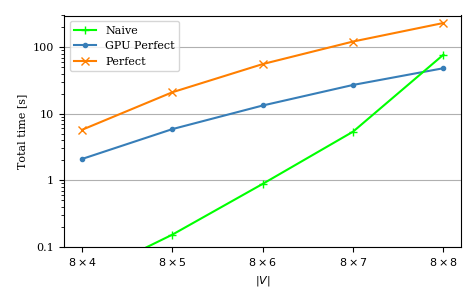 Naive
GPU Perfect
Perfect
Total time [s]
100
10
1
0.1
8 × 4
8 × 5
8 × 6
8 × 7
8 × 8
|V|